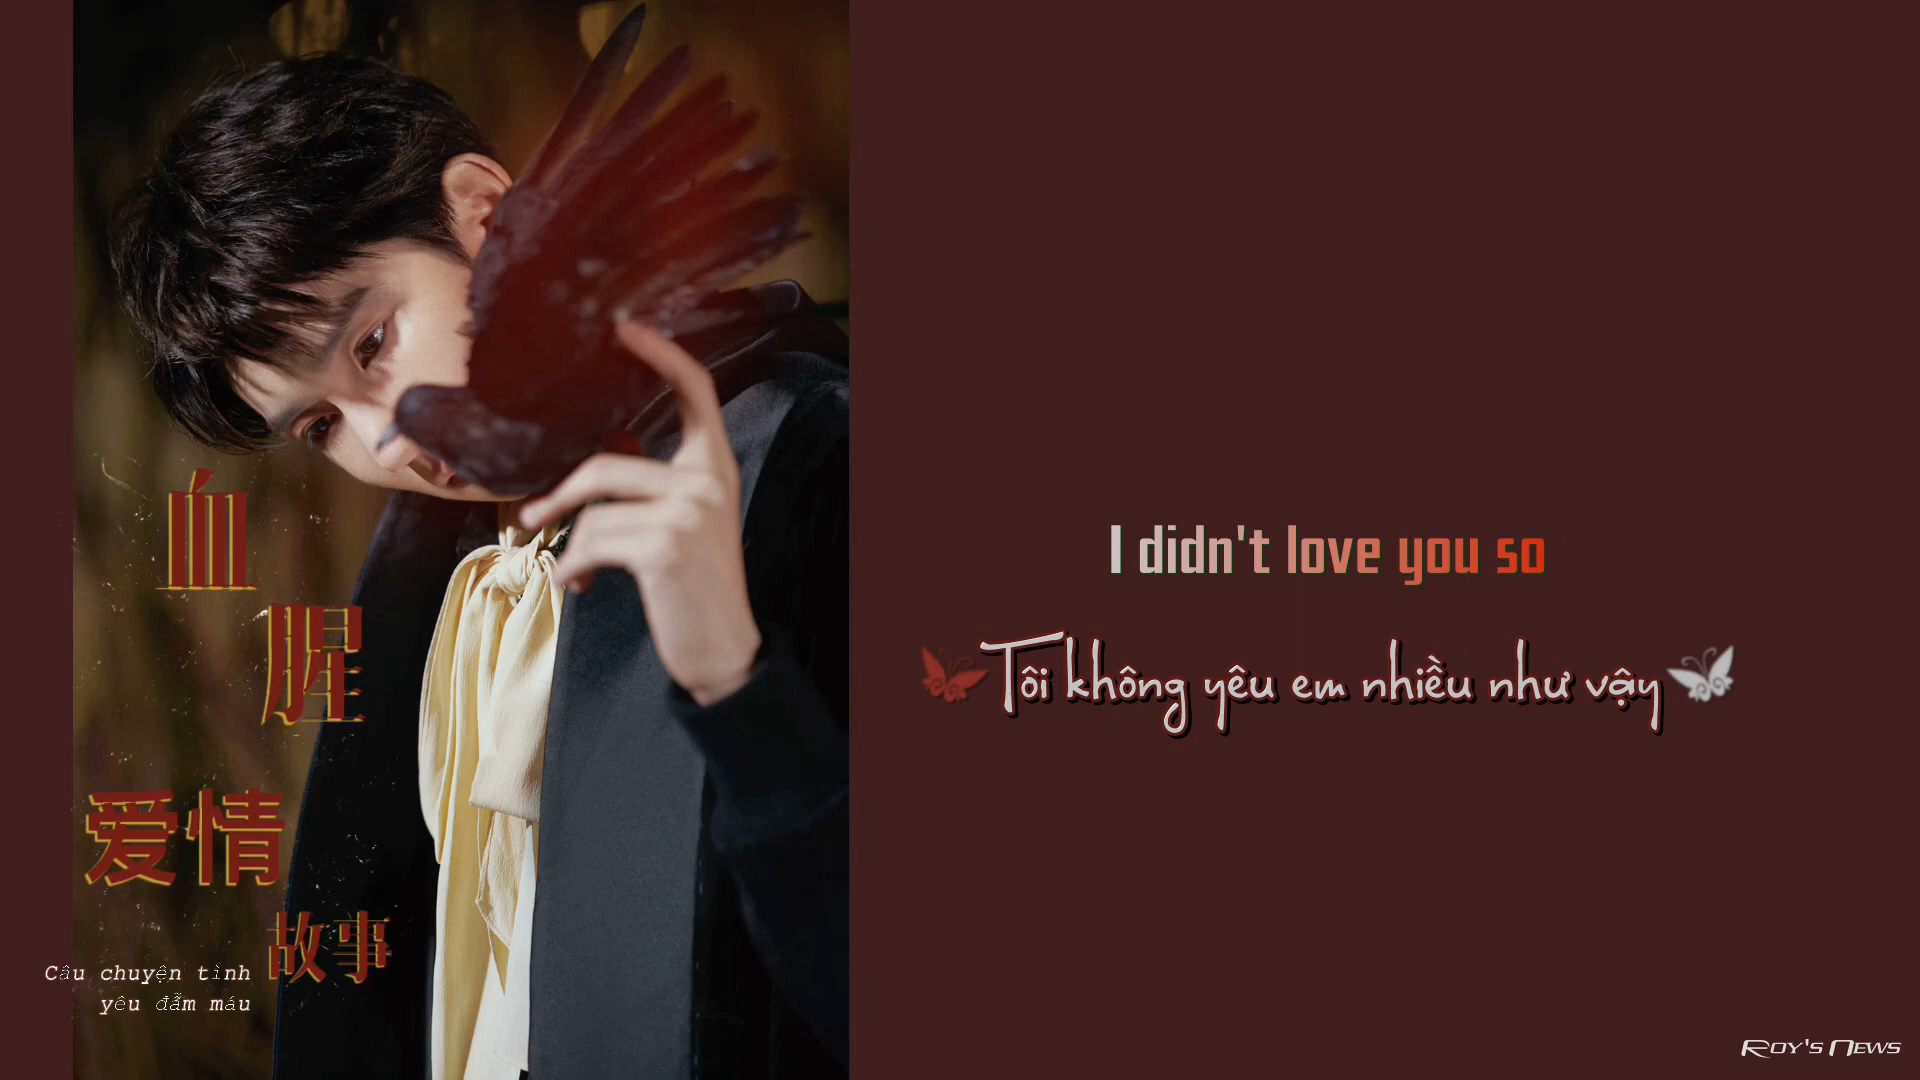 血
腥
爱情
故事
Câu chuyện tình
yêu đẫm máu
I didn't love you so
Tôi không yêu em nhiều như vậy
Roy's News